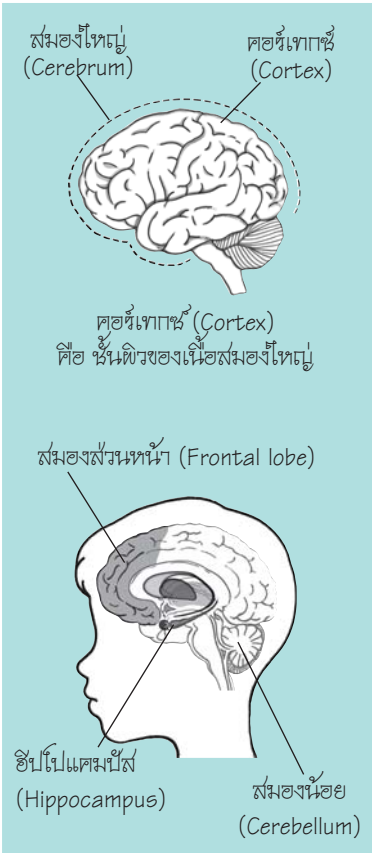 สมองใหญ่
(Cerebrum)
คอร์เทกซ์
(Cortex)
คอร์เทกซ์ (Cortex)
คือ ชั้นผิวของเนื้อสมองใหญ่
สมองส่วนหน้า (Frontal lobe)
ฮิปโปแคมปัส
(Hippocampus)
สมองน้อย
(Cerebellum)